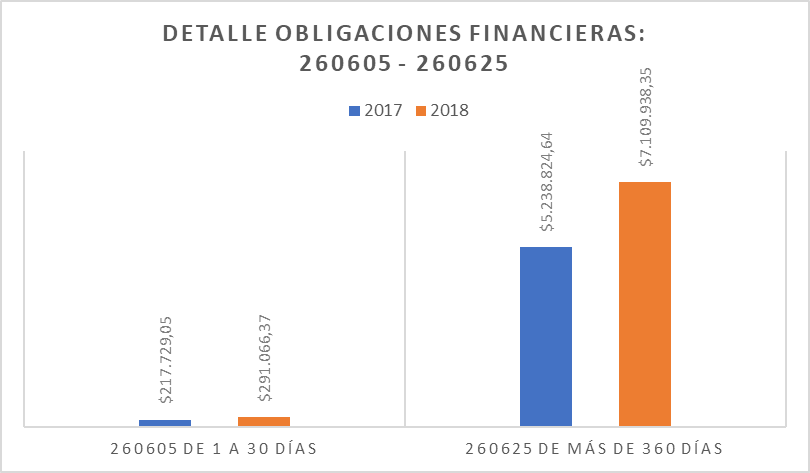 DETALLE OBLIGACIONES FINANCIERAS:
260605 - 260625
2017 2018
$217.729,05
$291.066,37
$5.238.824,64
$7.109.938,35
260605 DE 1 A 30 DÍAS
260625 DE MÁS DE 360 DÍAS